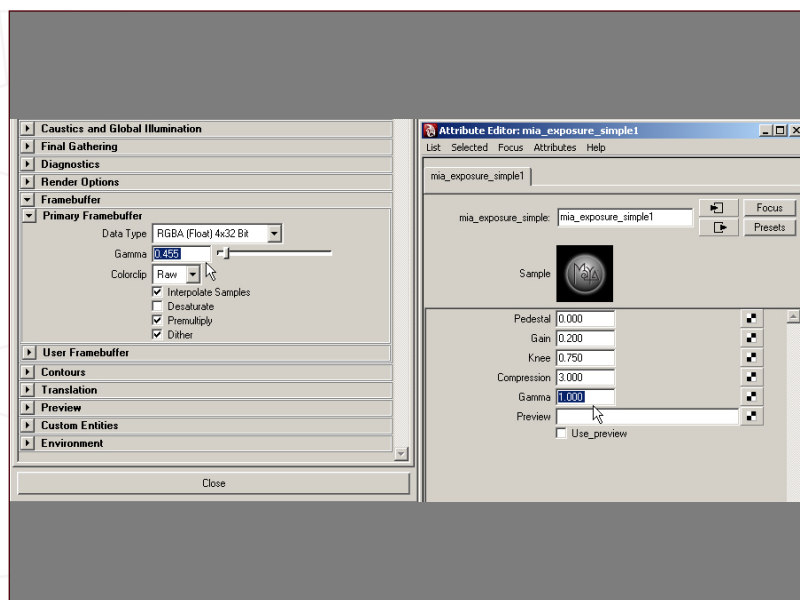 Caustics and Global Illumination
Final Gathering
Diagnostics
Render Options
Framebuffer
Primary Framebuffer
Data Type RGBA (Float) 4x32 Bit
Gamma 0.455
Colorclip Raw
Interpolate Samples
Desaturate
Premultiply
Dither
User Framebuffer
Contours
Translation
Preview
Custom Entities
Environment
Close
Attribute Editor: mia_exposure_simple1
List Selected Focus Attributes Help
mia_exposure_simple1
mia_exposure_simple: mia_exposure_simple1
Focus
Presets
Sample
MAYA
Pedestal 0.000
Gain 0.200
Knee 0.750
Compression 3.000
Gamma 1.000
Preview
Use_preview